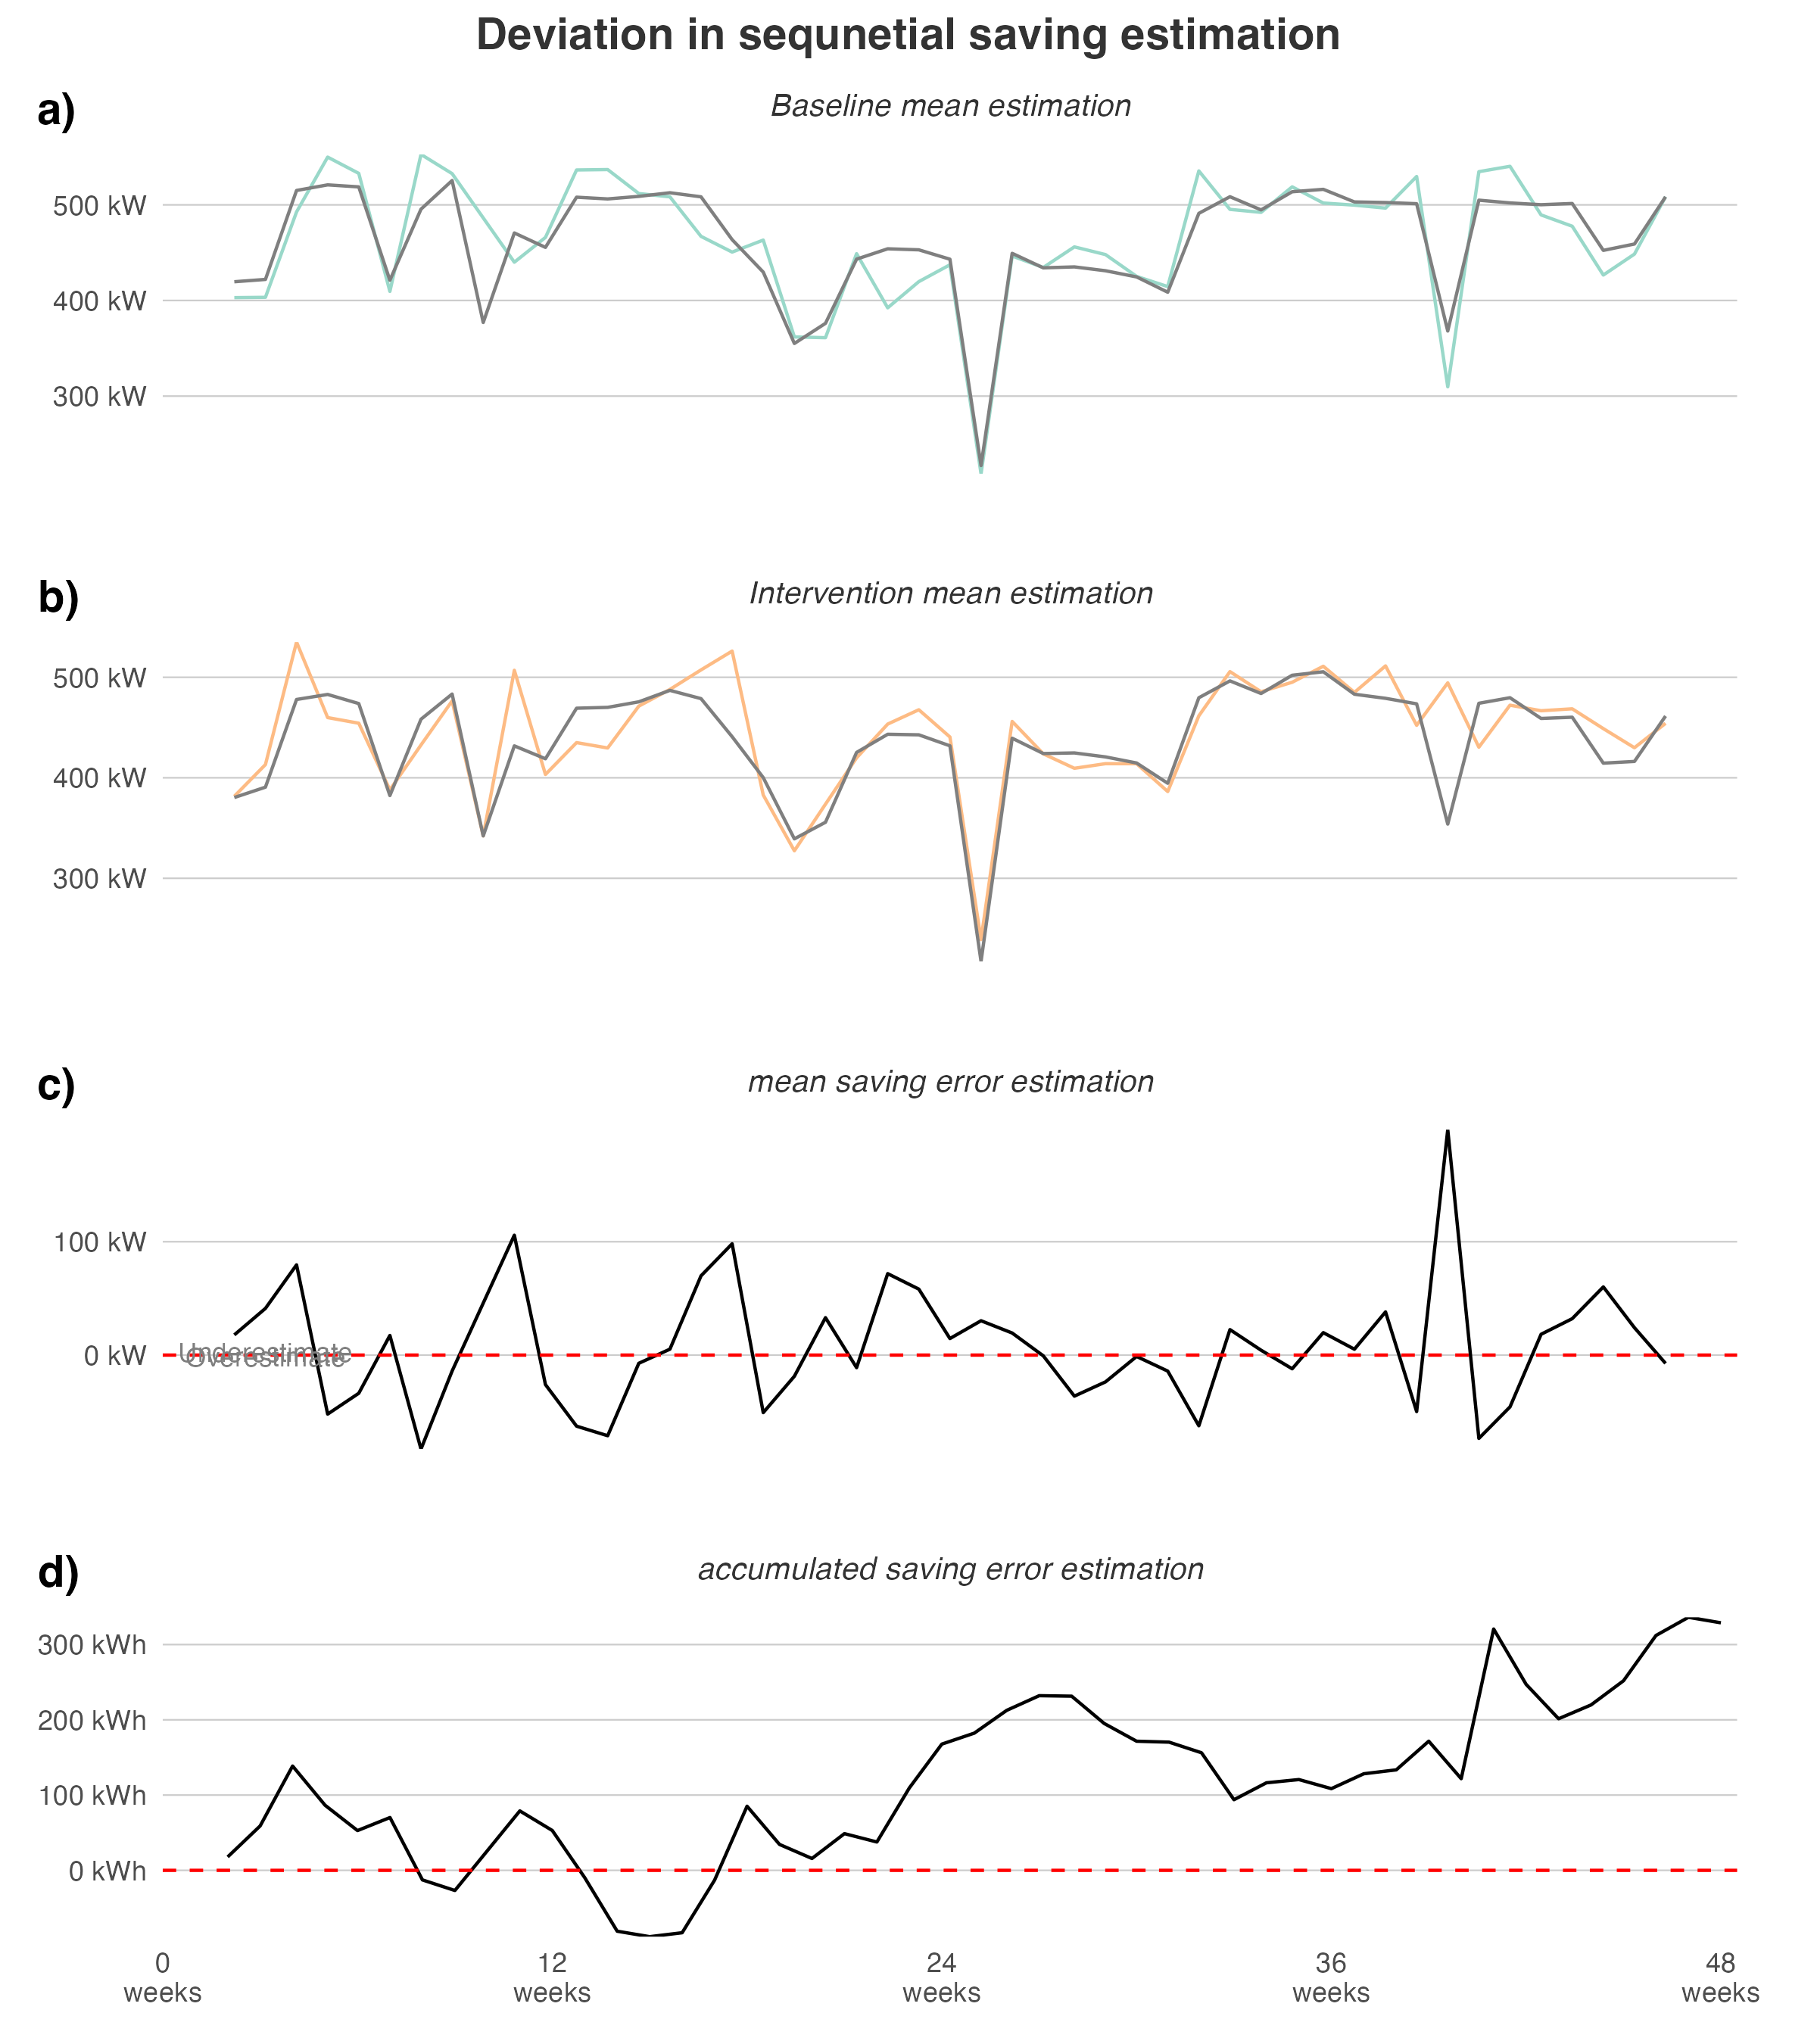 Deviation in sequnetial saving estimation
a)
Baseline mean estimation
500 kW
400 kW
300 kW
b)
Intervention mean estimation
500 kW
400 kW
300 kW
c)
mean saving error estimation
100 kW
0 kW
Underestimate
Overestimate
d)
accumulated saving error estimation
300 kWh
200 kWh
100 kWh
0 kWh
0 12 24 36 48
weeks weeks weeks weeks weeks